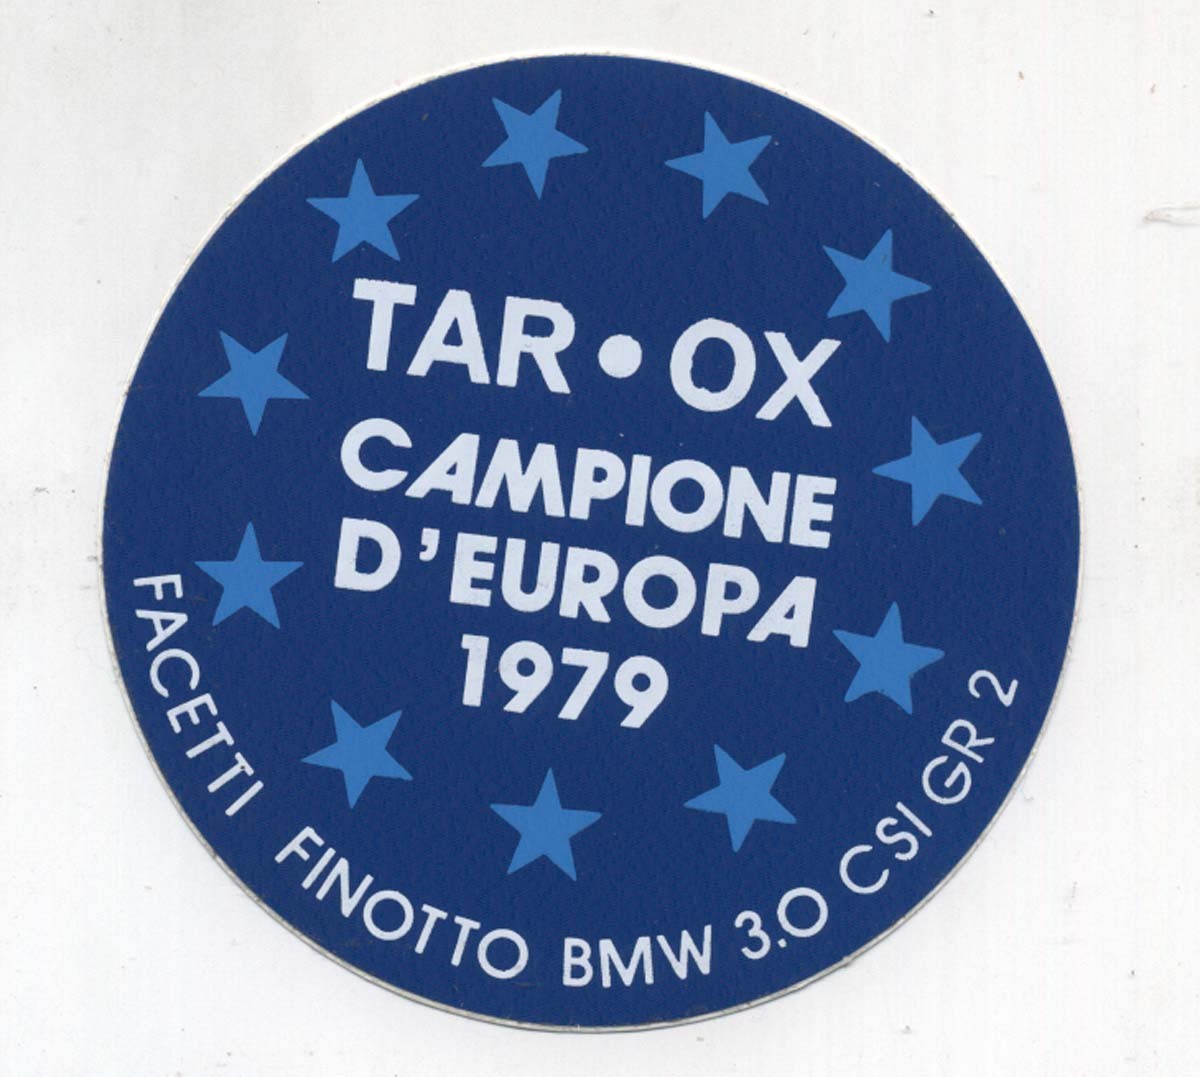 TAR•OX
CAMPIONE
D'EUROPA
1979
FACETTI FINOTTO BMW 3.0 CSI GR 2